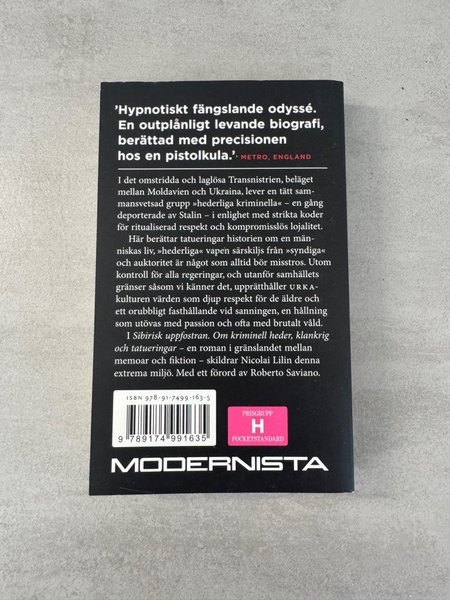 'Hypnotiskt fängslande odyssé.
En outplånligt levande biografi,
berättad med precisionen
hos en pistolkula.' · METRO, ENGLAND
I det omstridda och laglösa Transnistrien, beläget
mellan Moldavien och Ukraina, lever en tätt sam-
mansvetsad grupp »hederliga kriminella« – en gång
deporterade av Stalin – i enlighet med strikta koder
för ritualiserad respekt och kompromisslös lojalitet.
Här berättar tatueringar historien om en män-
niskas liv, »hederliga« vapen särskiljs från »syndiga«
och auktoritet är något som alltid bör misstros. Utom
kontroll för alla regeringar, och utanför samhällets
gränser såsom vi känner det, upprätthåller URKA-
kulturen värden som djup respekt för de äldre och
ett orubbligt fasthållande vid sanningen, en hållning
som utövas med passion och ofta med brutalt våld.
I Sibirisk uppfostran. Om kriminell heder, klankrig
och tatueringar – en roman i gränslandet mellan
memoar och fiktion – skildrar Nicolai Lilin denna
extrema miljö. Med ett förord av Roberto Saviano.
ISBN 978-91-7499-163-5
9 789174 991635
PRISGRUPP
H
POCKETSTANDARD
MODERNISTA